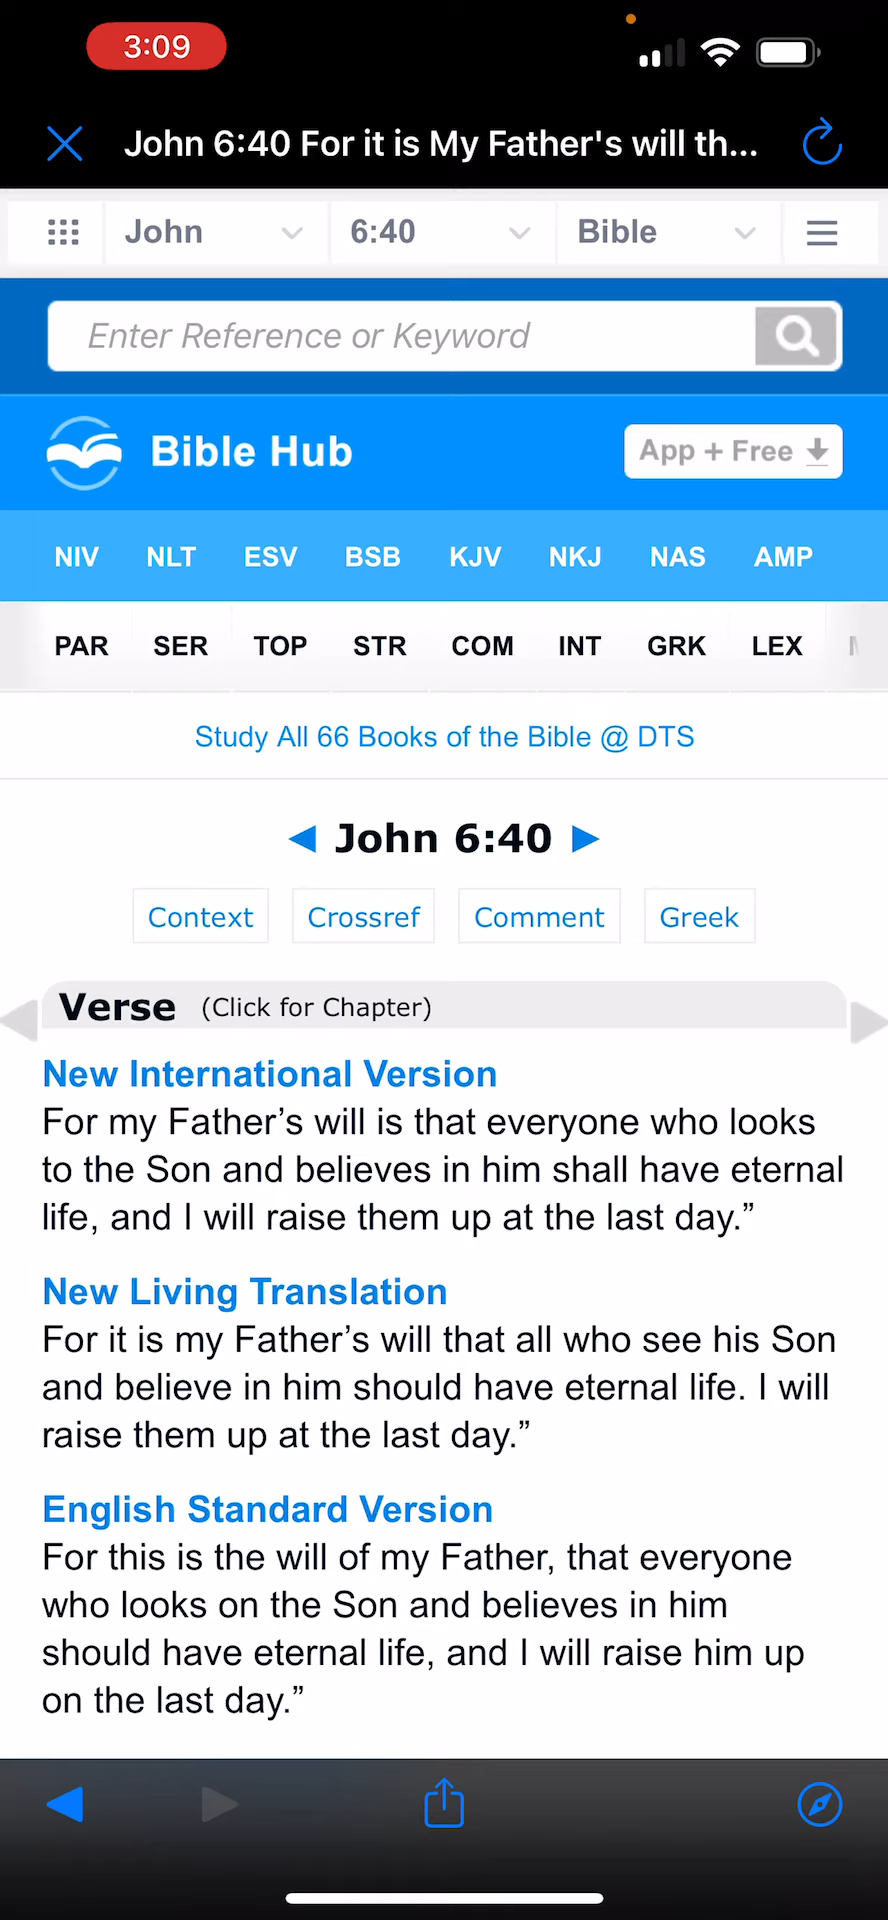 3:09
John 6:40 For it is My Father's will th...
John 6:40 Bible
Enter Reference or Keyword
Bible Hub App + Free
NIV NLT ESV BSB KJV NKJ NAS AMP
PAR SER TOP STR COM INT GRK LEX
Study All 66 Books of the Bible @ DTS
John 6:40
Context Crossref Comment Greek
Verse (Click for Chapter)
New International Version
For my Father’s will is that everyone who looks
to the Son and believes in him shall have eternal
life, and I will raise them up at the last day.”
New Living Translation
For it is my Father’s will that all who see his Son
and believe in him should have eternal life. I will
raise them up at the last day.”
English Standard Version
For this is the will of my Father, that everyone
who looks on the Son and believes in him
should have eternal life, and I will raise him up
on the last day.”